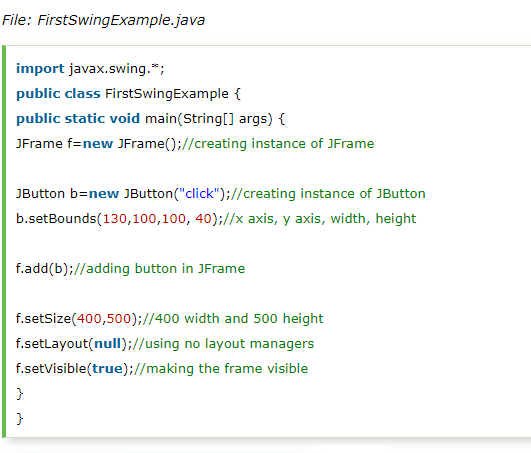 File: FirstSwingExample.java
import javax.swing.*;
public class FirstSwingExample {
public static void main(String[] args) {
JFrame f=new JFrame();//creating instance of JFrame
JButton b=new JButton("click");//creating instance of JButton
b.setBounds(130,100,100, 40);//x axis, y axis, width, height
f.add(b);//adding button in JFrame
f.setSize(400,500);//400 width and 500 height
f.setLayout(null);//using no layout managers
f.setVisible(true);//making the frame visible
}
}